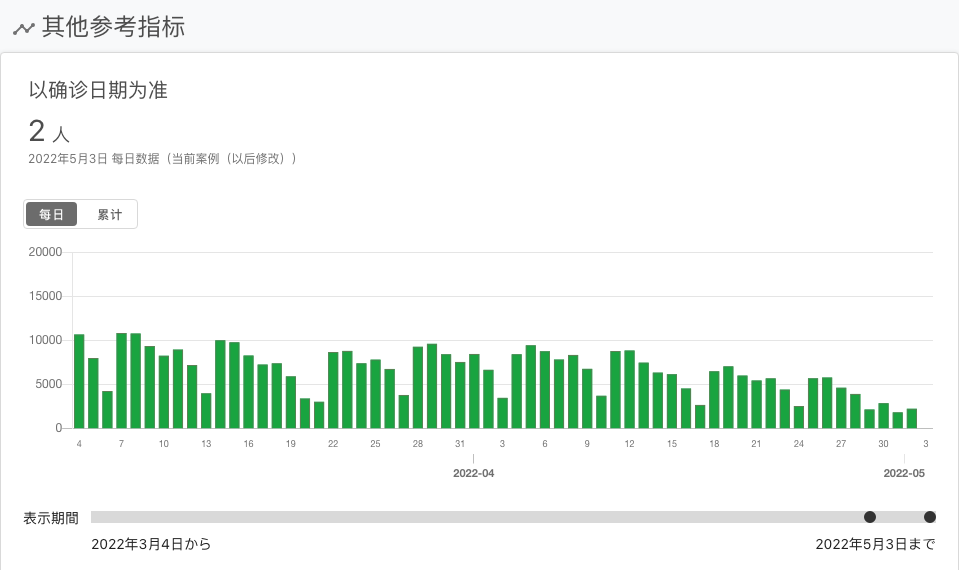 其他参考指标
以确诊日期为准
2 人
2022年5月3日 每日数据（当前案例（以后修改））
每日 累计
20000
15000
10000
5000
0
4 7 10 13 16 19 22 25 28 31 3 6 9 12 15 18 21 24 27 30 3
2022-04 2022-05
表示期間
2022年3月4日から 2022年5月3日まで